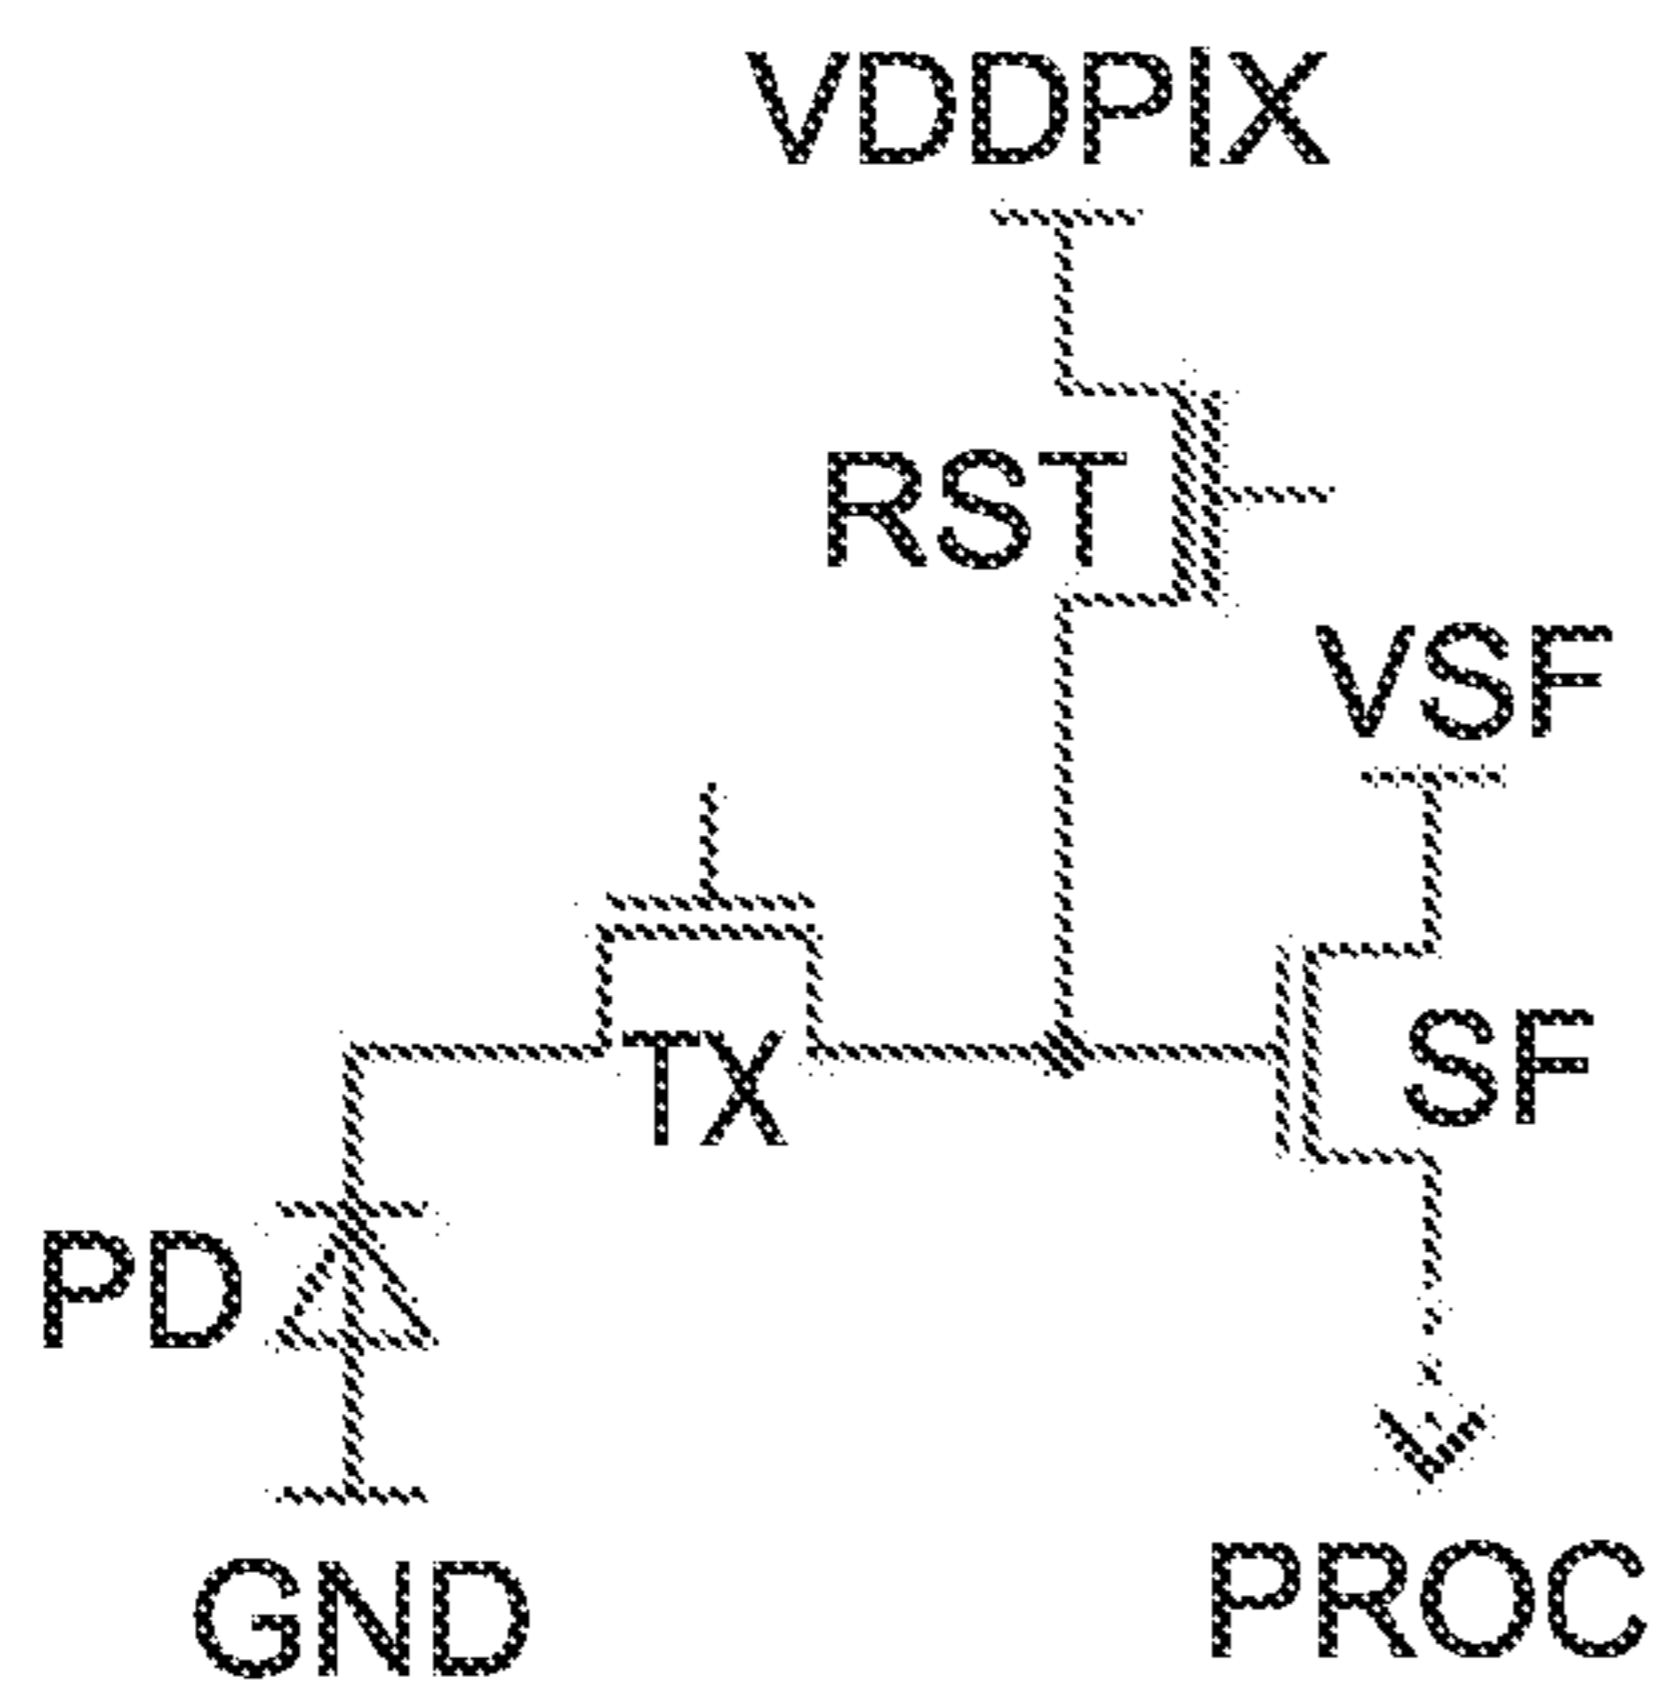 VDDPIX
RST
VSF
TX
SF
PD
GND
PROC